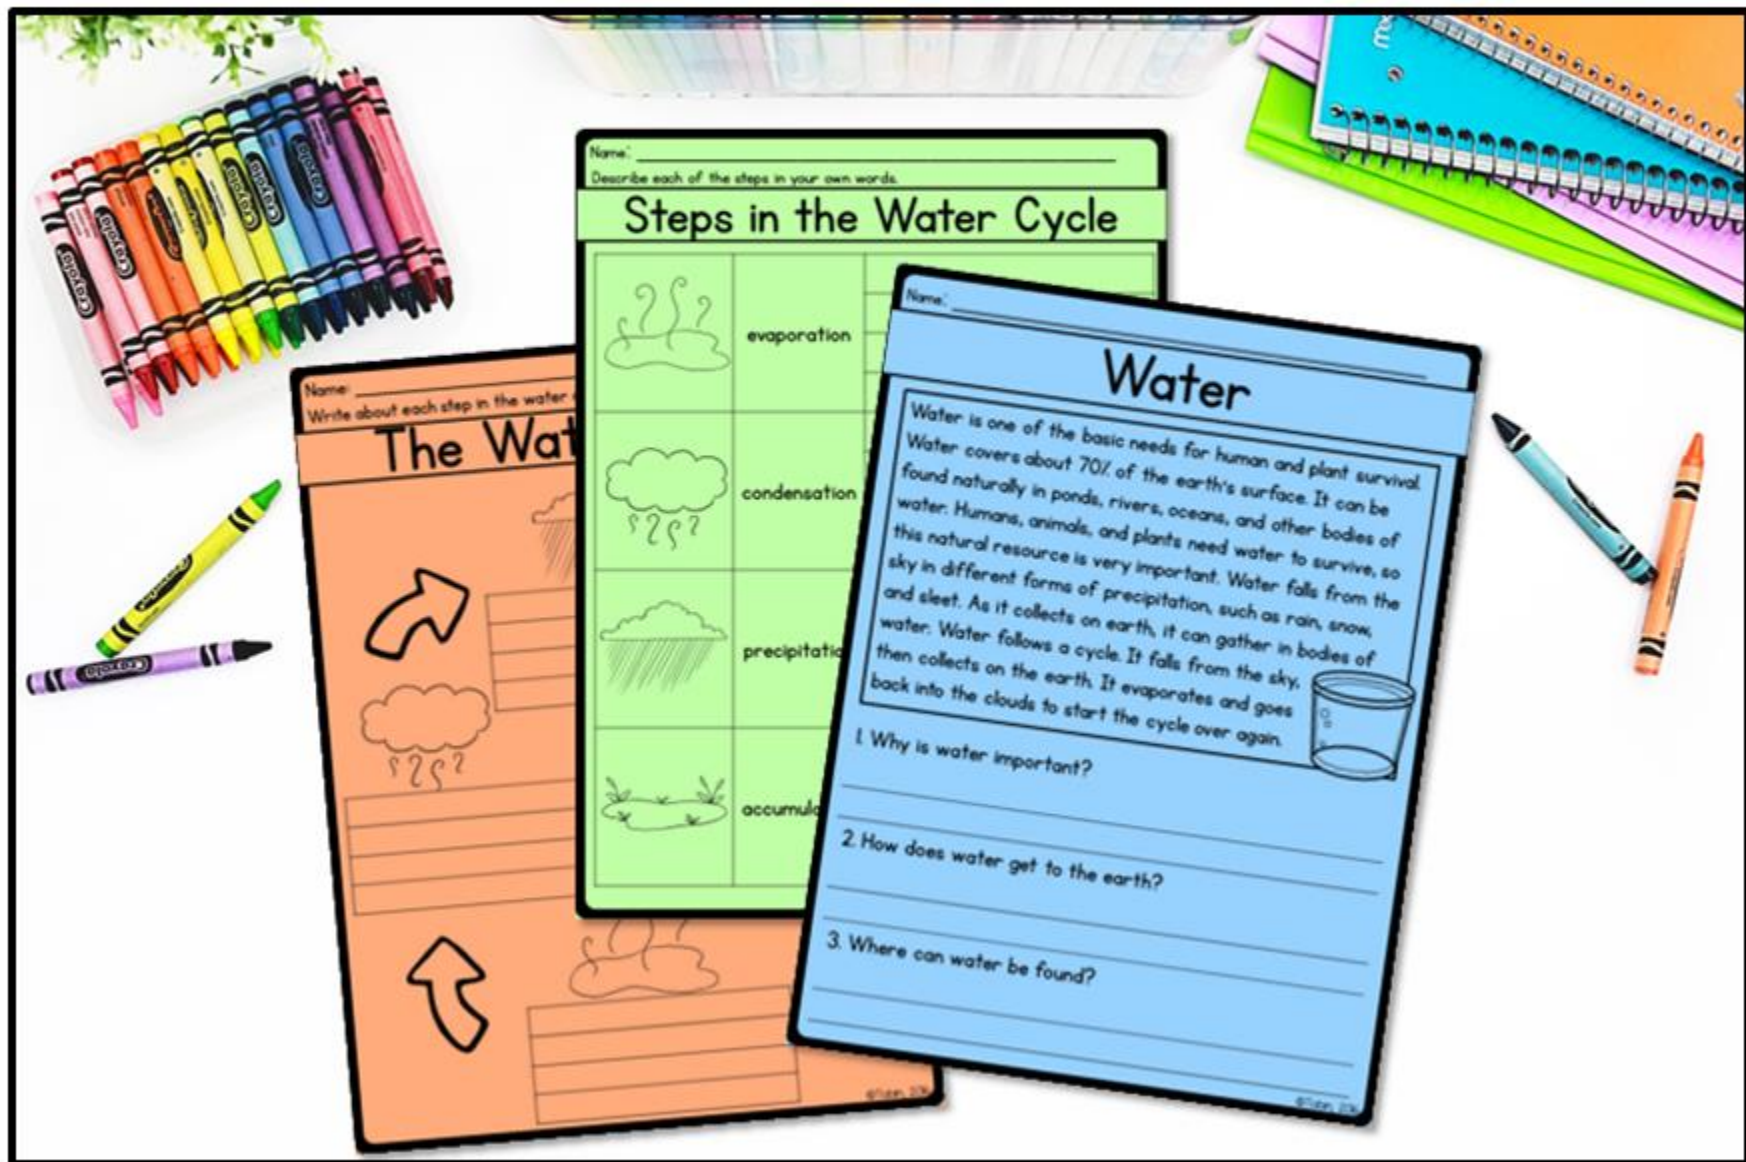 Crayola
Crayola
Crayola
Crayola
Crayola
Crayola
Crayola
Name:
Describe each of the steps in your own words.
Steps in the Water Cycle
evaporation
condensation
precipitatio
accumula
Name:
Write about each step in the water
The Wat
Name:
Water
Water is one of the basic needs for human and plant survival.
Water covers about 70% of the earth's surface. It can be
found naturally in ponds, rivers, oceans, and other bodies of
water. Humans, animals, and plants need water to survive, so
this natural resource is very important. Water falls from the
sky in different forms of precipitation, such as rain, snow,
and sleet. As it collects on earth, it can gather in bodies of
water. Water follows a cycle. It falls from the sky,
then collects on the earth. It evaporates and goes
back into the clouds to start the cycle over again.
1. Why is water important?
2. How does water get to the earth?
3. Where can water be found?